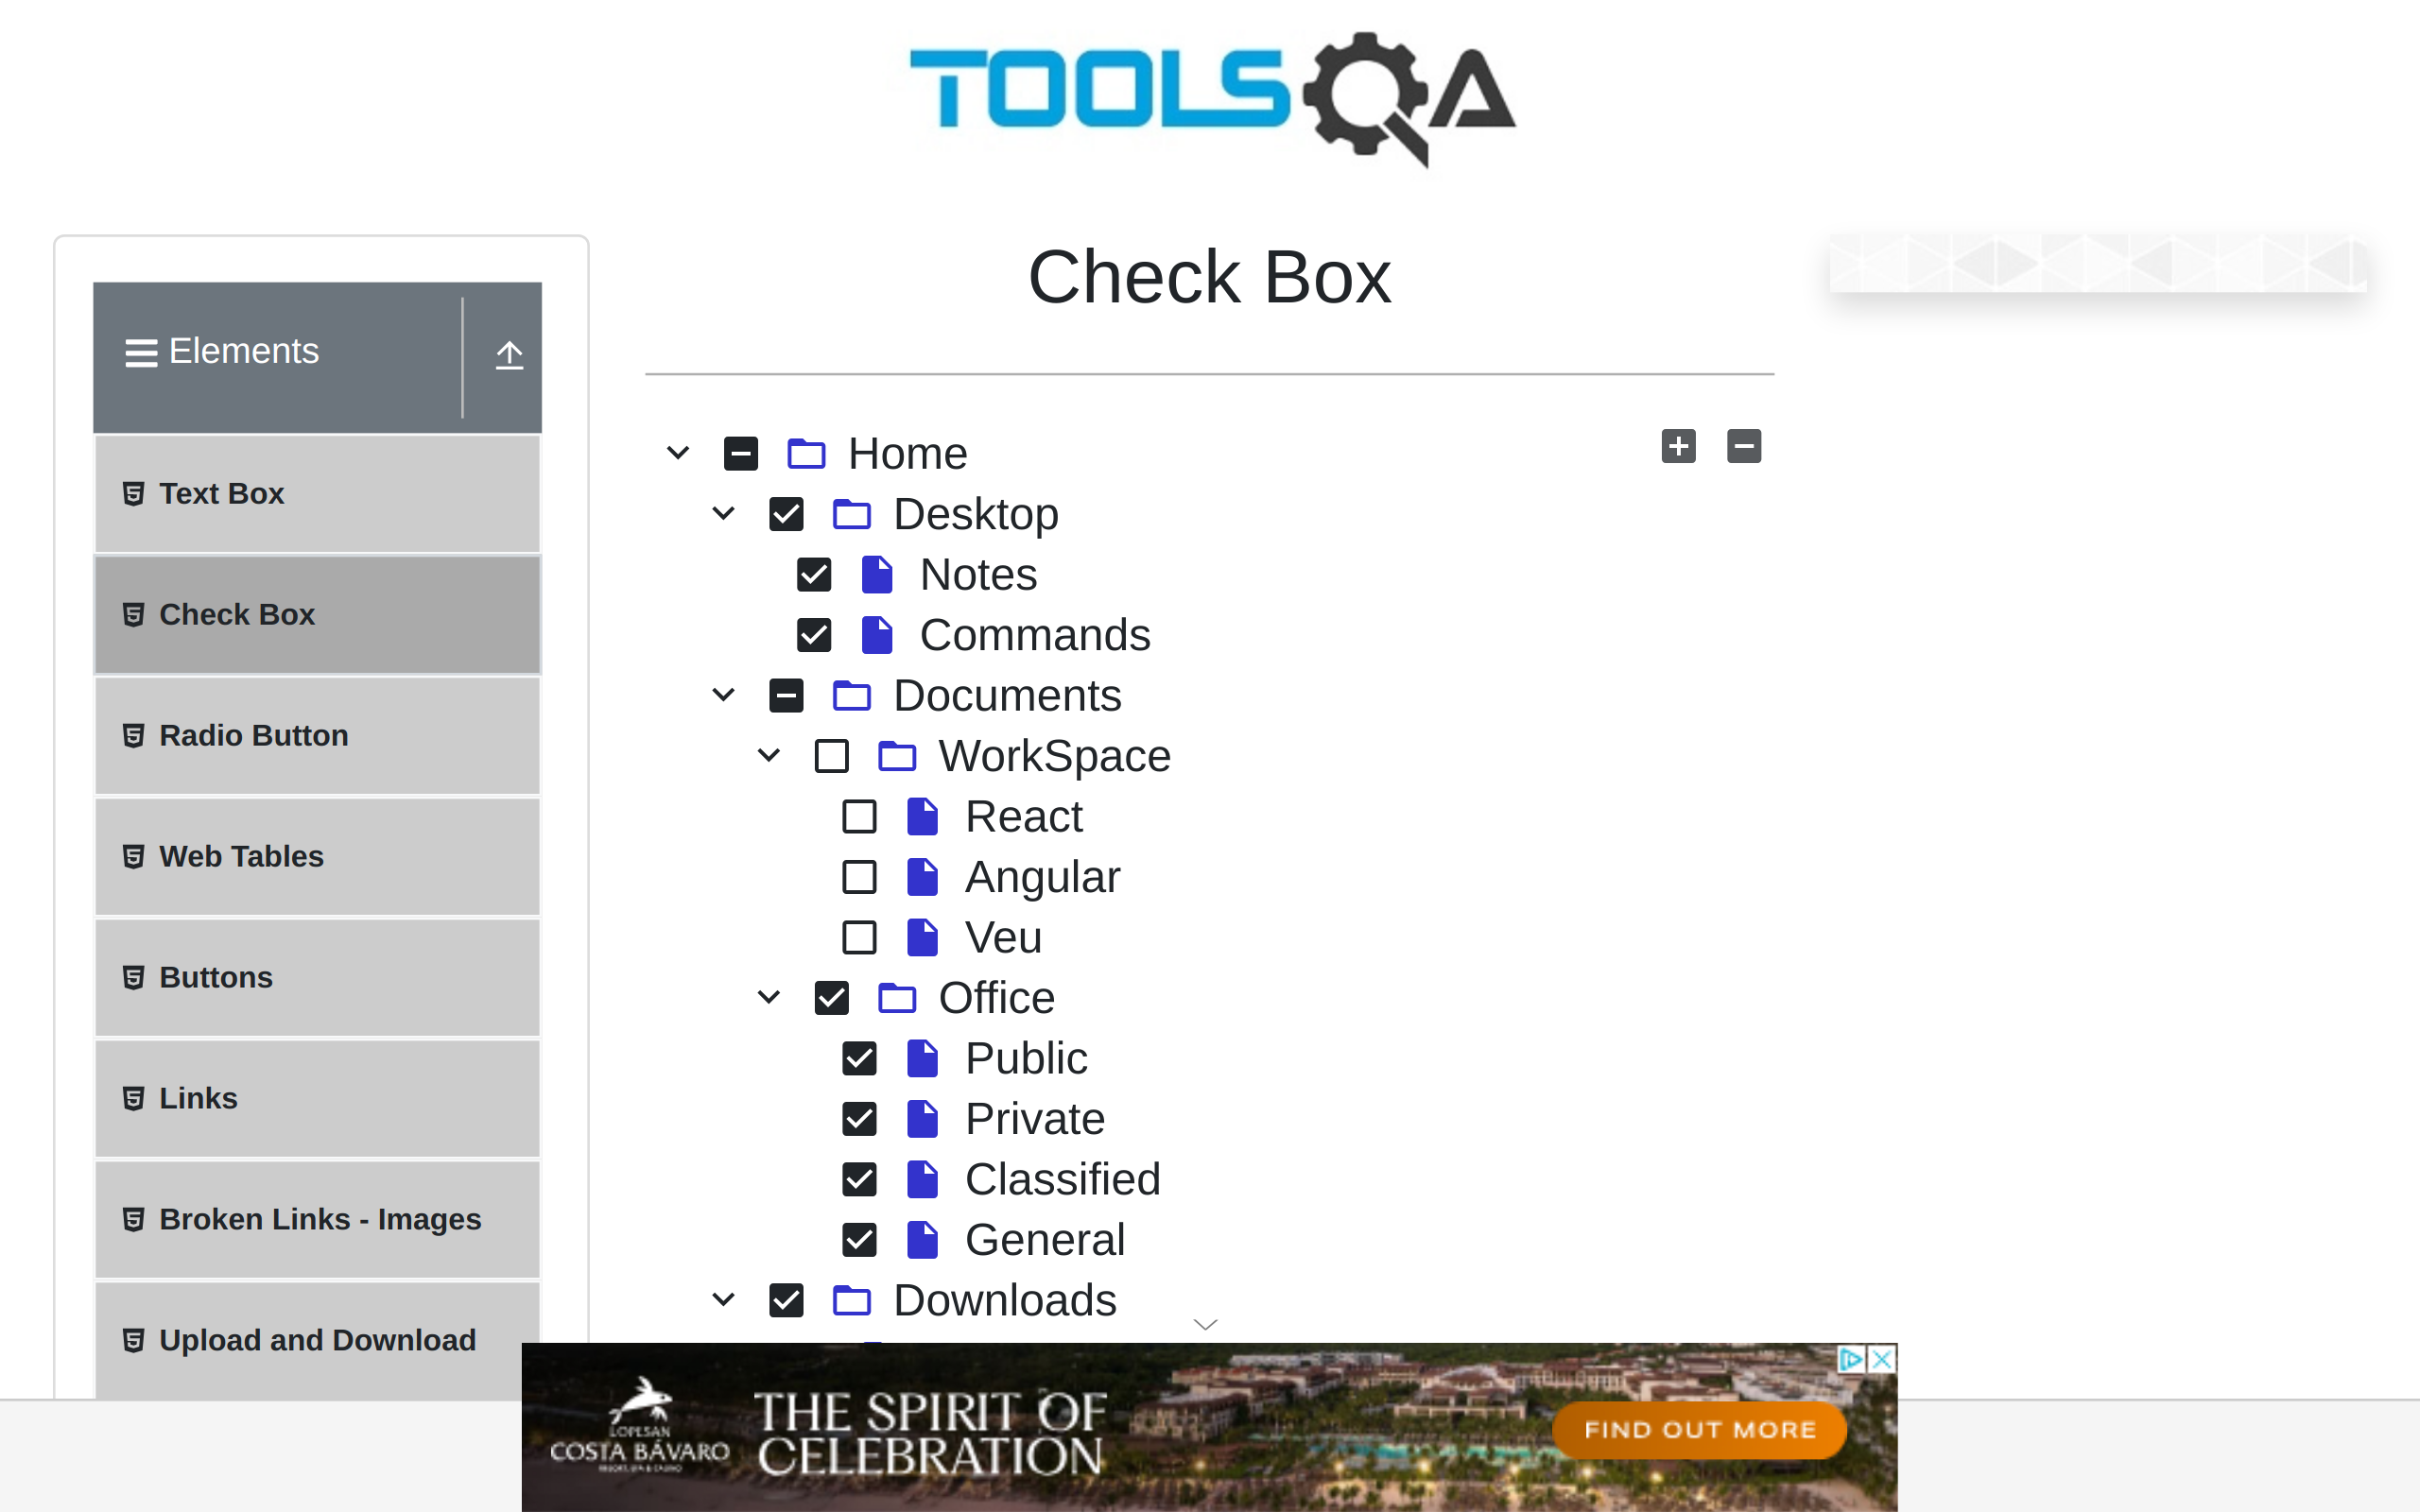 TOOLSQA
Check Box
Elements
Text Box
Check Box
Radio Button
Web Tables
Buttons
Links
Broken Links - Images
Upload and Download
Home
Desktop
Notes
Commands
Documents
WorkSpace
React
Angular
Veu
Office
Public
Private
Classified
General
Downloads
LOPESAN
COSTA BÁVARO
THE SPIRIT OF
CELEBRATION
FIND OUT MORE